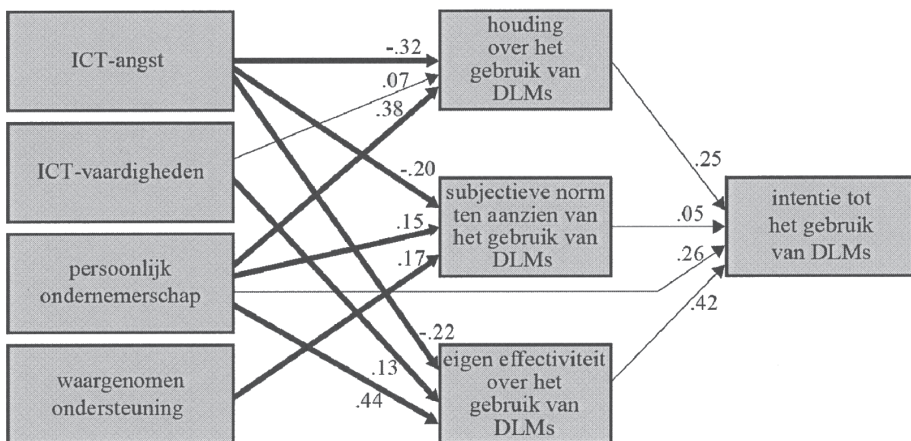 ICT-angst
ICT-vaardigheden
persoonlijk
ondernemerschap
waargenomen
ondersteuning
-.32
.07
.38
-.20
.15
.17
-.22
.13
.44
houding
over het
gebruik van
DLMs
subjectieve norm
ten aanzien van
het gebruik van
DLMs
eigen effectiviteit
over het
gebruik van
DLMs
.25
.05
.26
.42
intentie tot
het gebruik
van DLMs